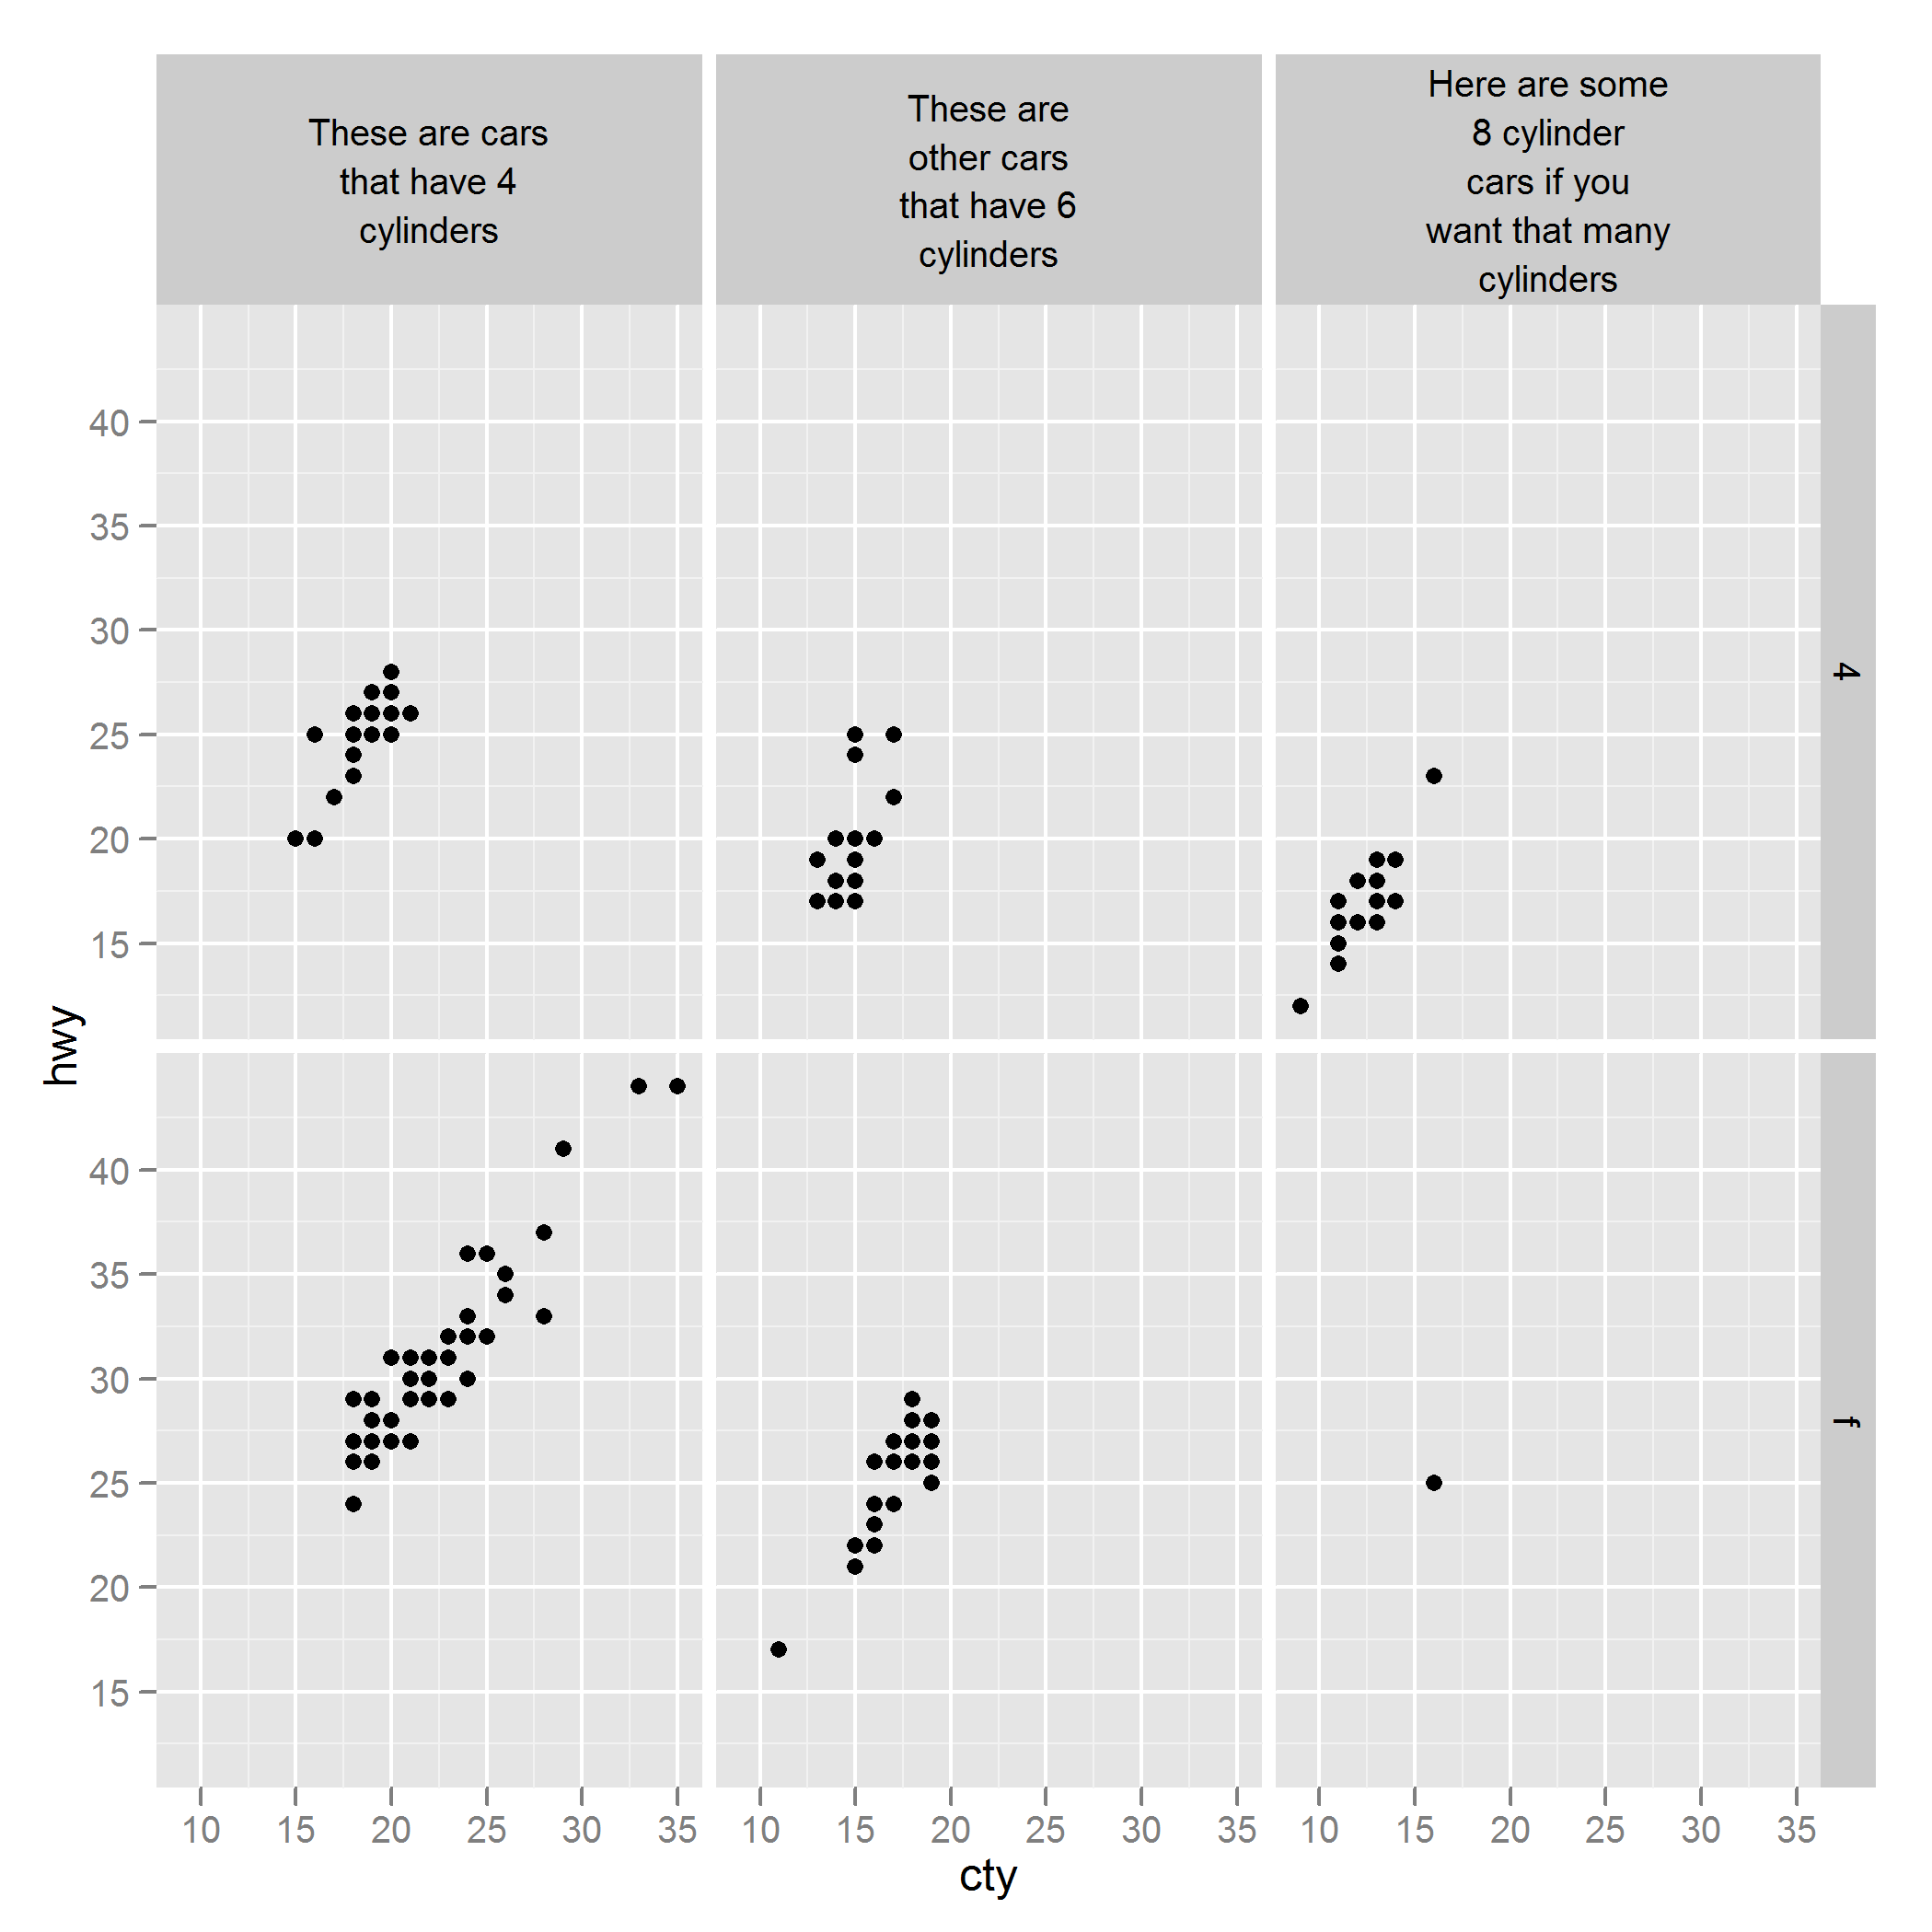 These are cars
that have 4
cylinders
These are
other cars
that have 6
cylinders
Here are some
8 cylinder
cars if you
want that many
cylinders
40
35
30
25
20
15
4
hwy
40
35
30
25
20
15
f
10 15 20 25 30 35 10 15 20 25 30 35 10 15 20 25 30 35
cty